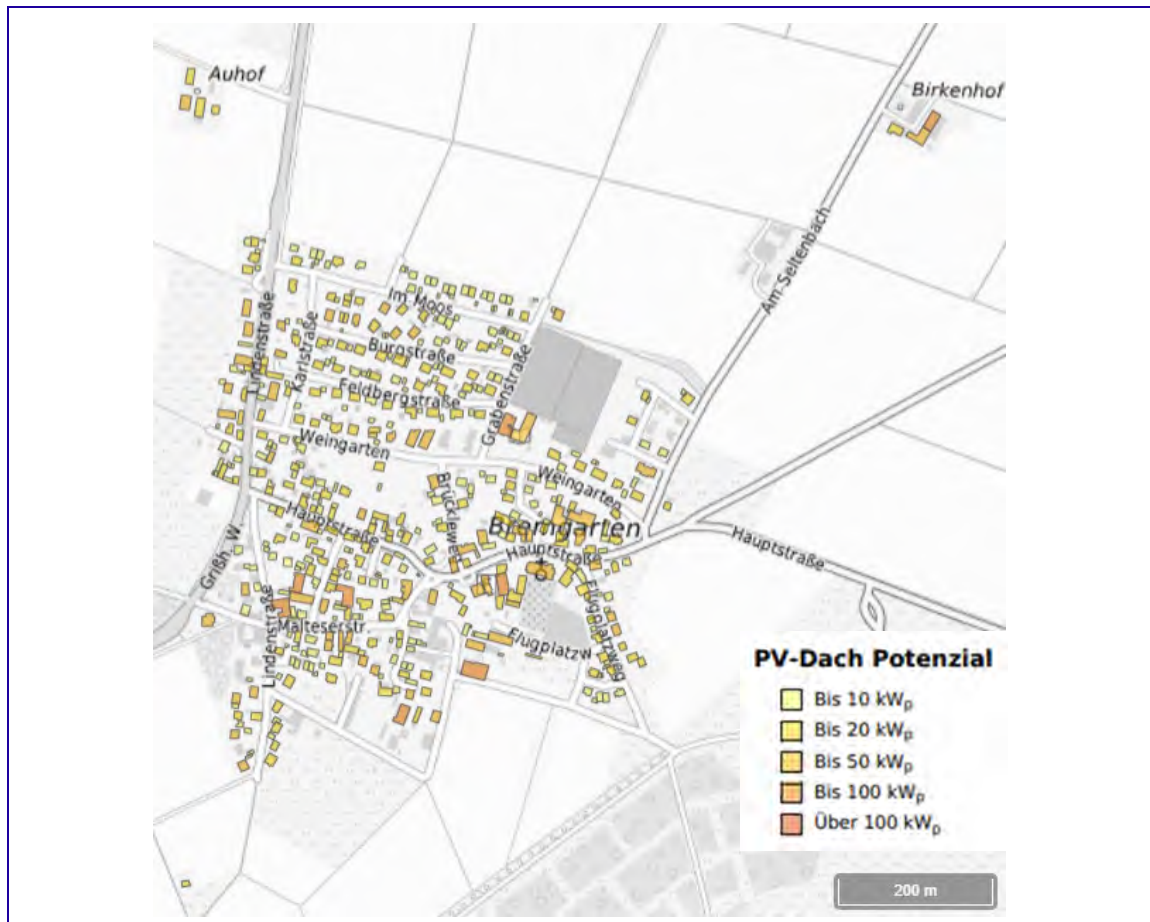 Auhof
Birkenhof
Am-Seltenbach
Im-Moos
Lindenstraße
Karlstraße
Burgstraße
Feldbergstraße
Grabenstraße
Weingarten
Weingarten
Brückleweg
Hauptstraße
Bremgarten
Hauptstraße
Hauptstraße
Grißh. W.
Lindenstraße
Malteserstr.
Flugplatzw
Flugplatzweg
PV-Dach Potenzial
Bis 10 kWp
Bis 20 kWp
Bis 50 kWp
Bis 100 kWp
Über 100 kWp
200 m